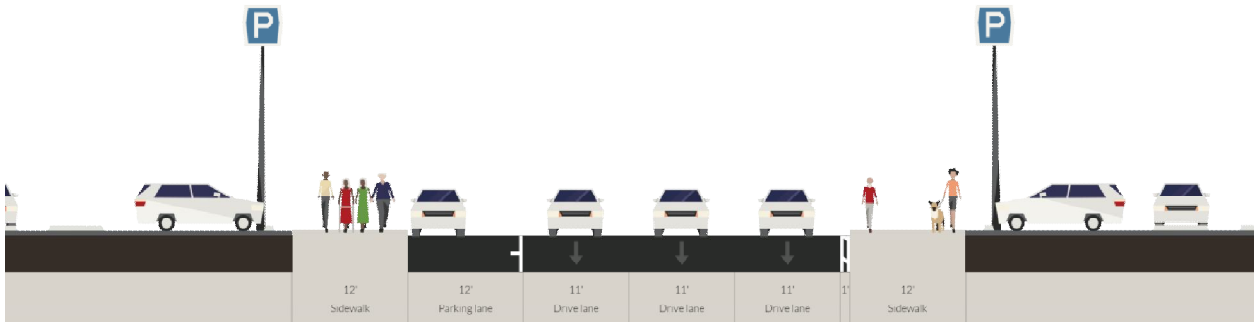 P
P
12'
Sidewalk
12'
Parking lane
11'
Drive lane
11'
Drive lane
11'
Drive lane
1'
12'
Sidewalk